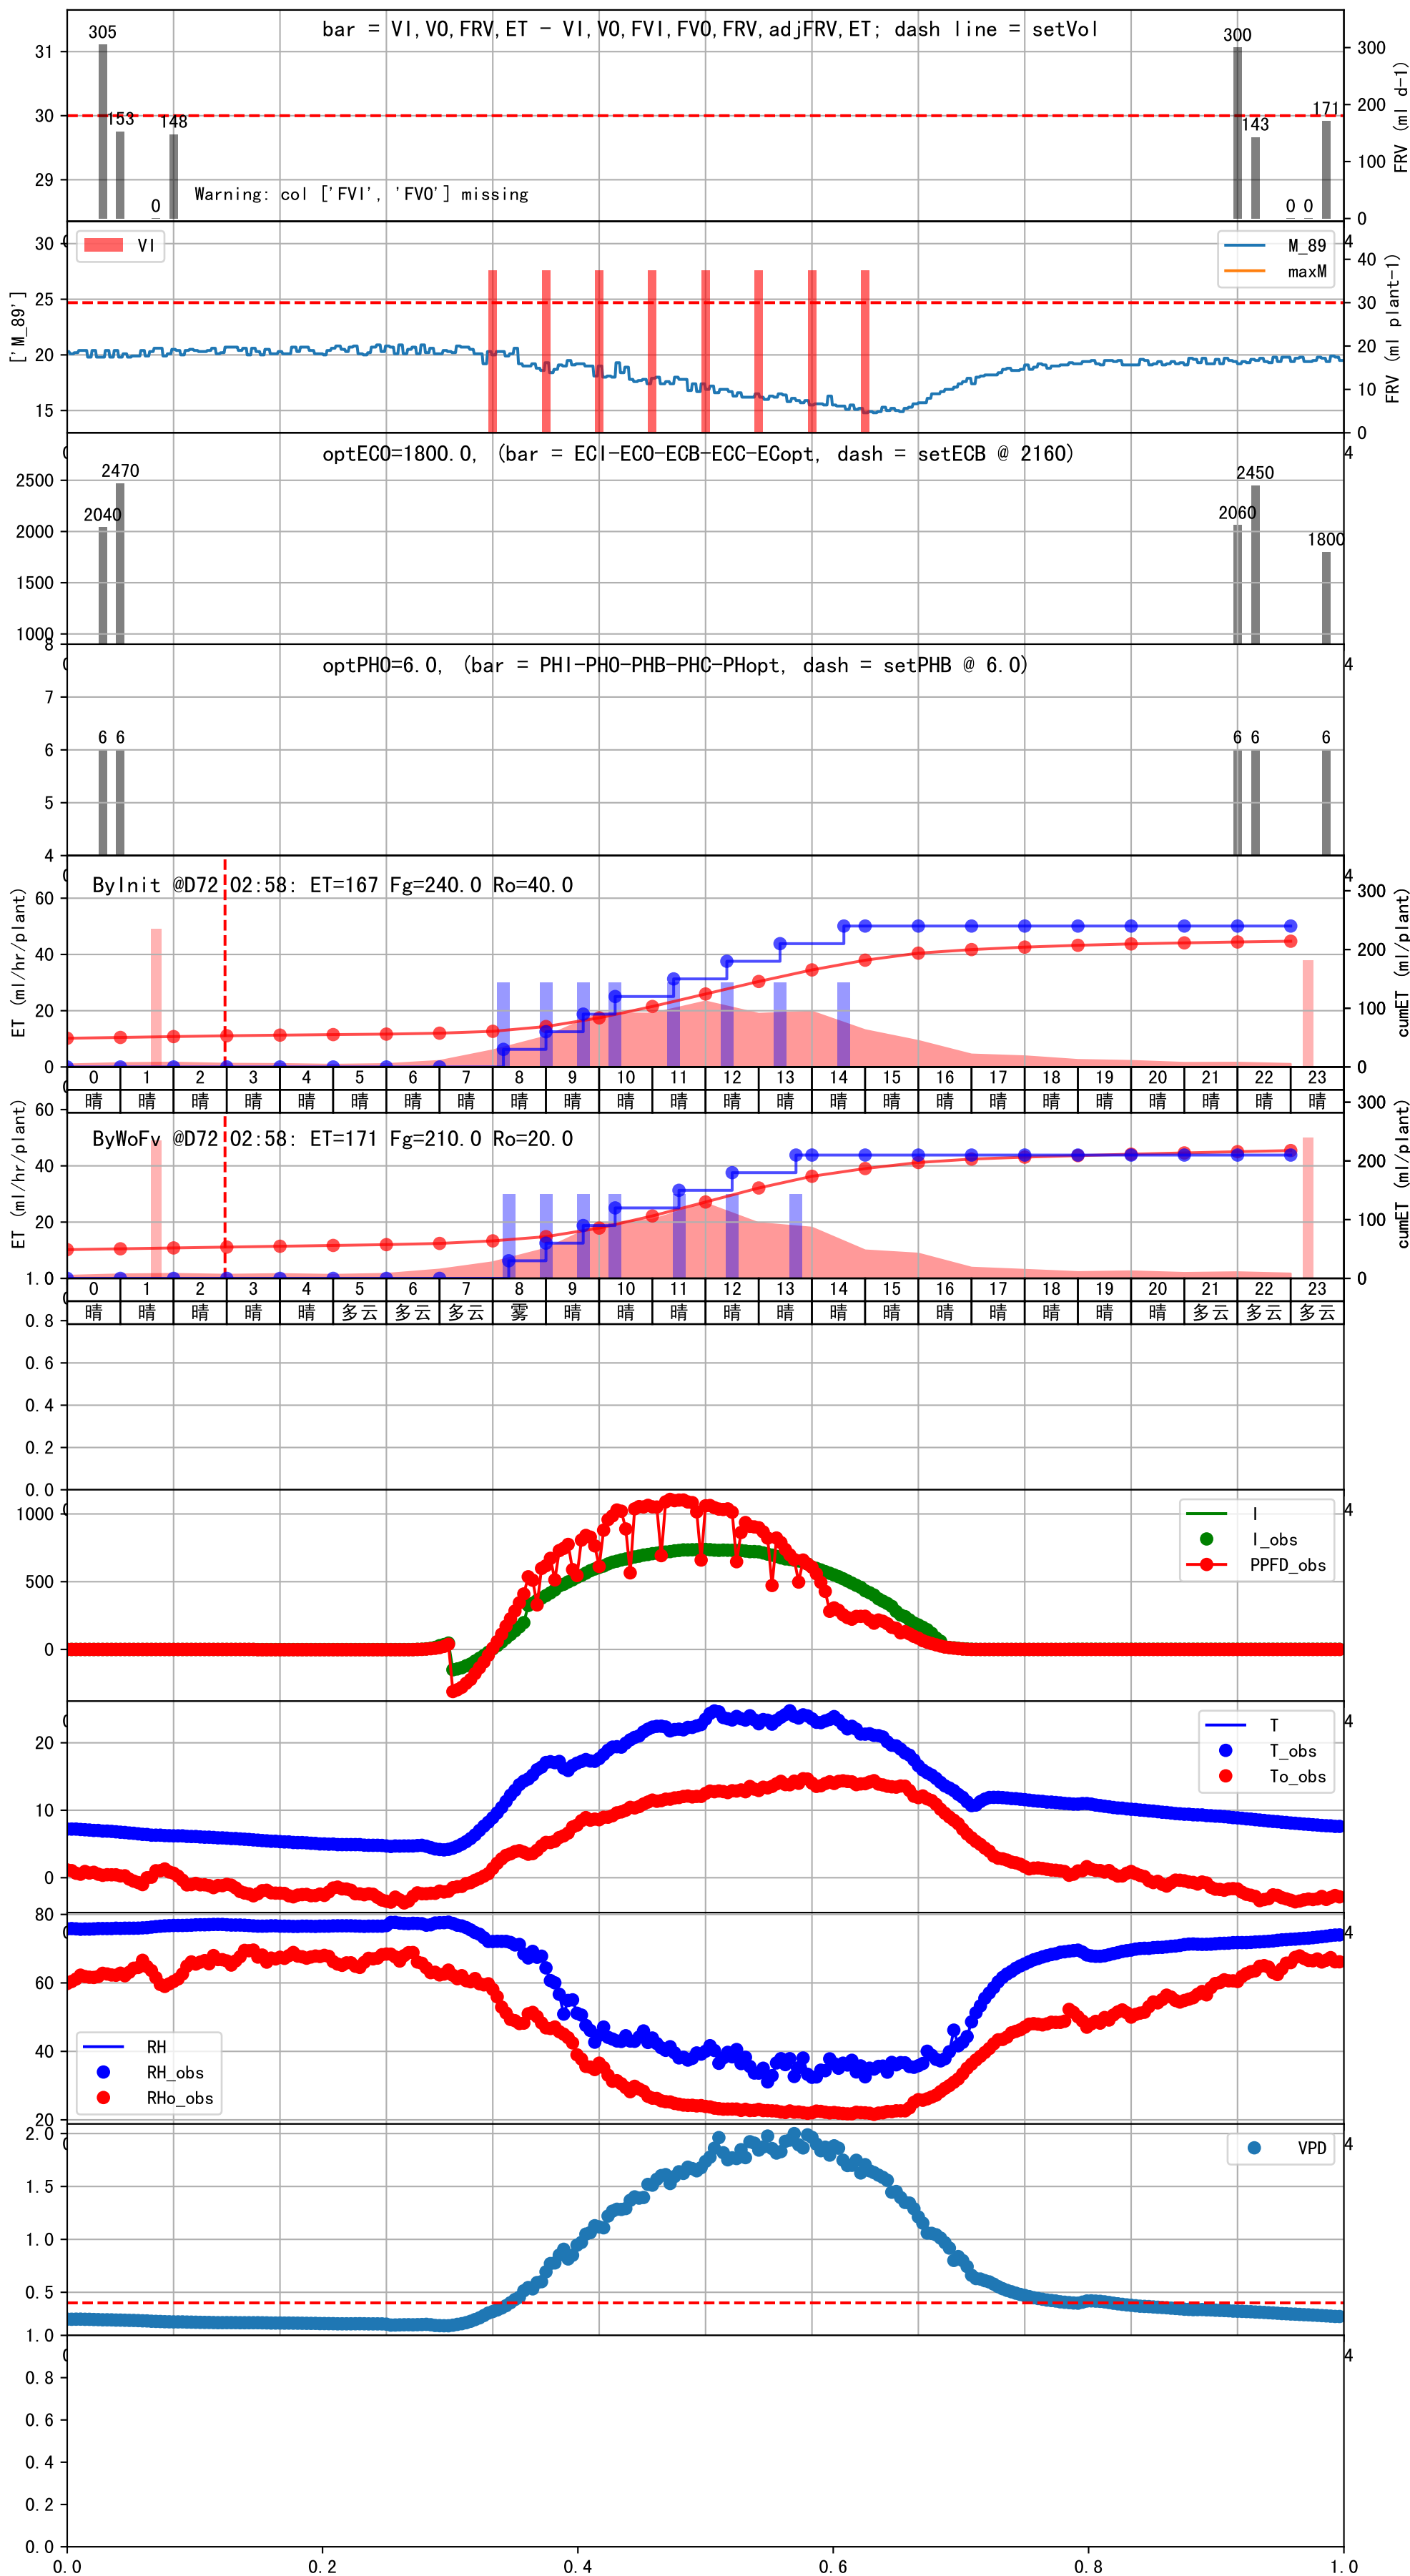 bar = VI,VO,FRV,ET - VI,VO,FVI,FVO,FRV,adjFRV,ET; dash line = setVol
305
153
0
148
300
143
0
0
171
Warning: col ['FVI', 'FVO'] missing
31
30
29
300
200
100
0
FRV (ml d-1)
VI
M_89
maxM
['M_89']
30
25
20
15
4
40
30
20
10
0
FRV (ml plant-1)
optECO=1800.0, (bar = ECI-ECO-ECB-ECC-ECopt, dash = setECB @ 2160)
2040
2470
2060
2450
1800
2500
2000
1500
1000
4
optPHO=6.0, (bar = PHI-PHO-PHB-PHC-PHopt, dash = setPHB @ 6.0)
6 6
6 6
6
8
7
6
5
4
4
ByInit @D72 02:58: ET=167 Fg=240.0 Ro=40.0
ET (ml/hr/plant)
60
40
20
0
4
300
200
100
0
cumET (ml/plant)
0 1 2 3 4 5 6 7 8 9 10 11 12 13 14 15 16 17 18 19 20 21 22 23
晴 晴 晴 晴 晴 晴 晴 晴 晴 晴 晴 晴 晴 晴 晴 晴 晴 晴 晴 晴 晴 晴 晴 晴
ByWoFv @D72 02:58: ET=171 Fg=210.0 Ro=20.0
ET (ml/hr/plant)
60
40
20
1.0
300
200
100
0
cumET (ml/plant)
0 1 2 3 4 5 6 7 8 9 10 11 12 13 14 15 16 17 18 19 20 21 22 23
晴 晴 晴 晴 晴 多云 多云 多云 雾 晴 晴 晴 晴 晴 晴 晴 晴 晴 晴 晴 晴 多云 多云 多云
0.8
0.6
0.4
0.2
0.0
I
I_obs
PPFD_obs
1000
500
0
4
T
T_obs
To_obs
20
10
0
4
RH
RH_obs
RHo_obs
80
60
40
20
4
VPD
2.0
1.5
1.0
0.5
4
1.0
0.8
0.6
0.4
0.2
0.0
4
0.0 0.2 0.4 0.6 0.8 1.0